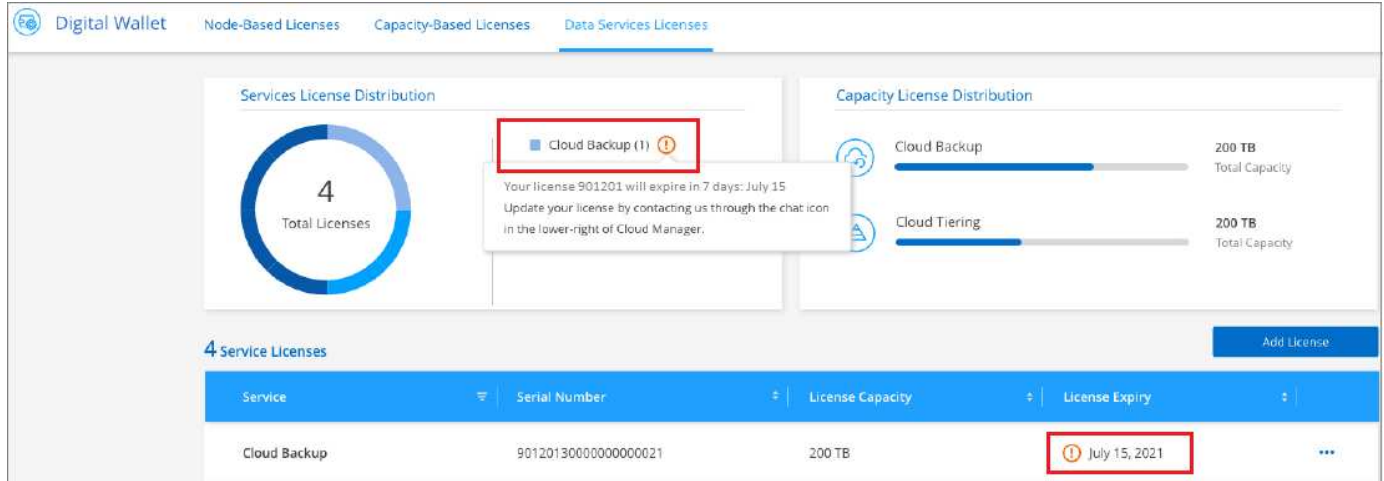 Digital Wallet
Node-Based Licenses
Capacity-Based Licenses
Data Services Licenses
Services License Distribution
4
Total Licenses
Cloud Backup (1)
Your license 901201 will expire in 7 days: July 15
Update your license by contacting us through the chat icon
in the lower-right of Cloud Manager.
Capacity License Distribution
Cloud Backup
200 TB
Total Capacity
Cloud Tiering
200 TB
Total Capacity
4 Service Licenses
Add License
Service
Serial Number
License Capacity
License Expiry
Cloud Backup
90120130000000000021
200 TB
July 15, 2021